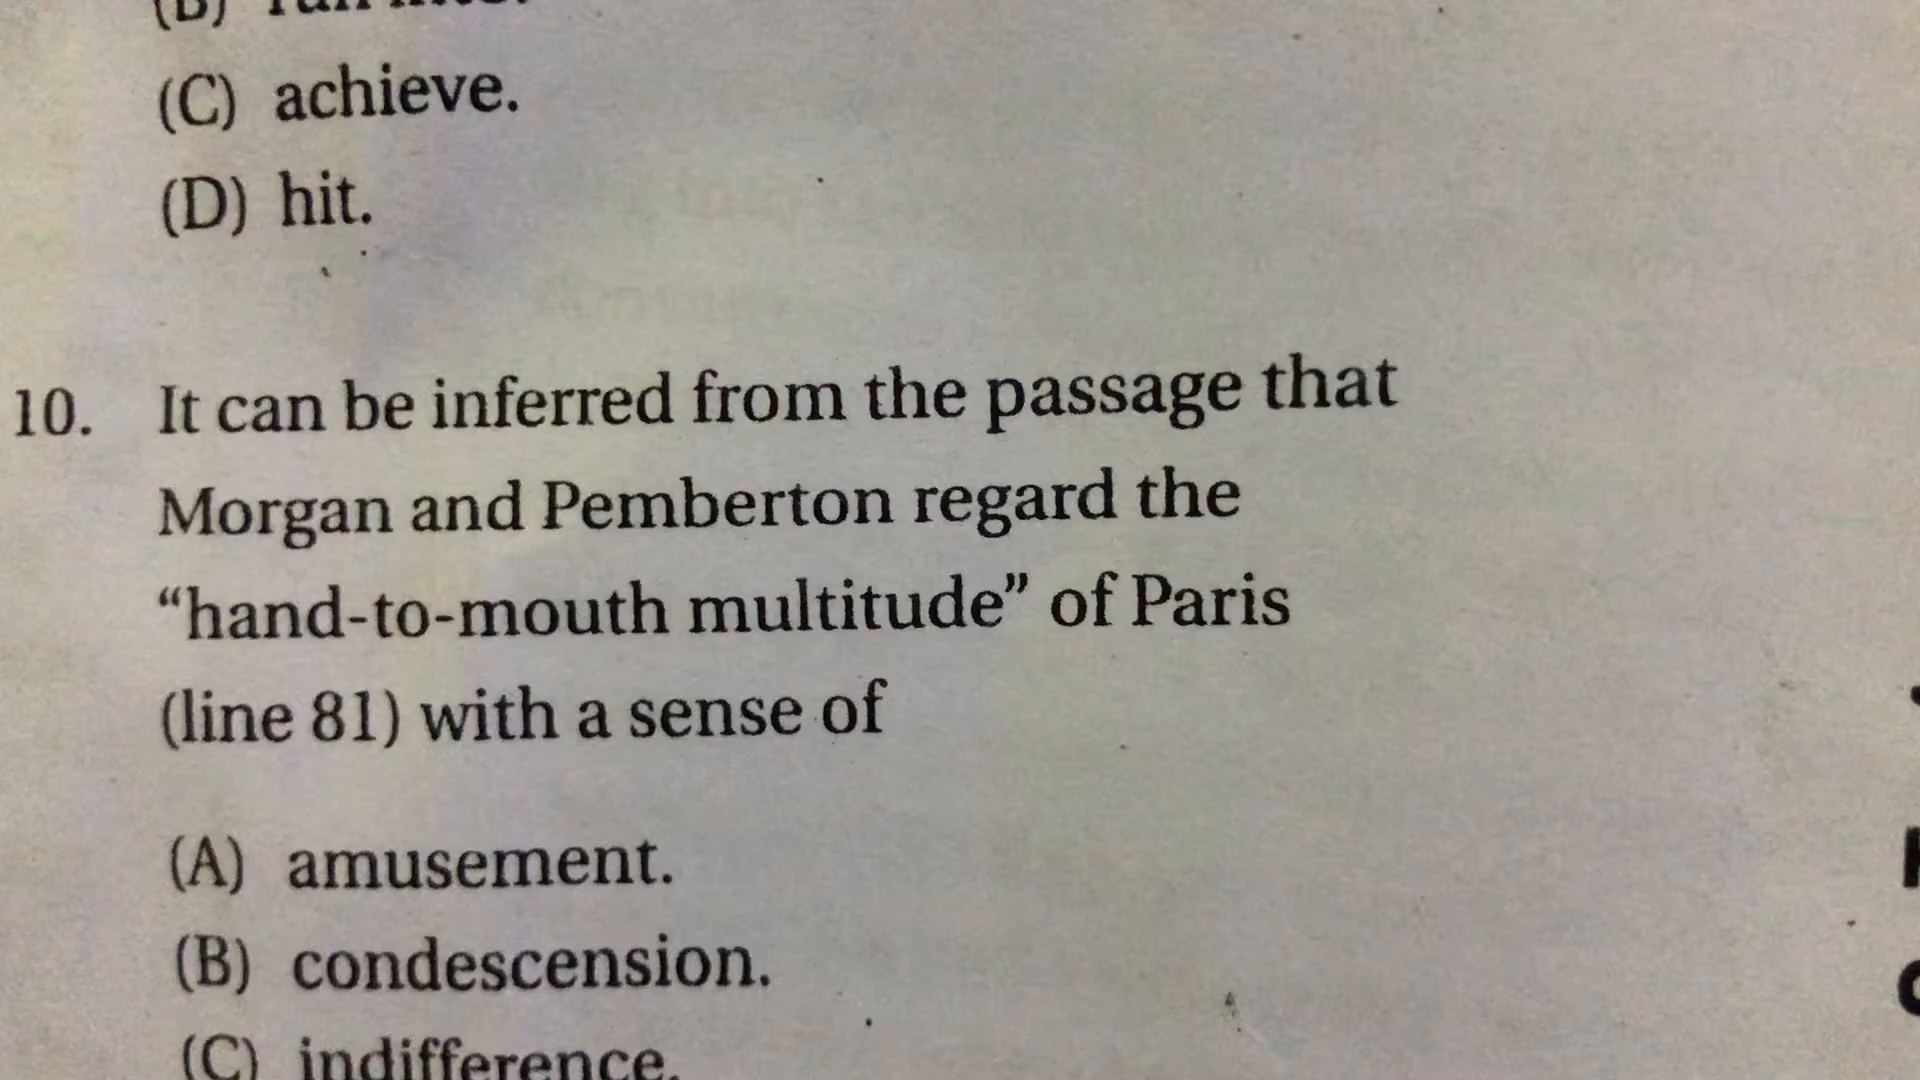 (C) achieve.
(D) hit.
10. It can be inferred from the passage that
Morgan and Pemberton regard the
“hand-to-mouth multitude” of Paris
(line 81) with a sense of
(A) amusement.
(B) condescension.
(C) indifference.